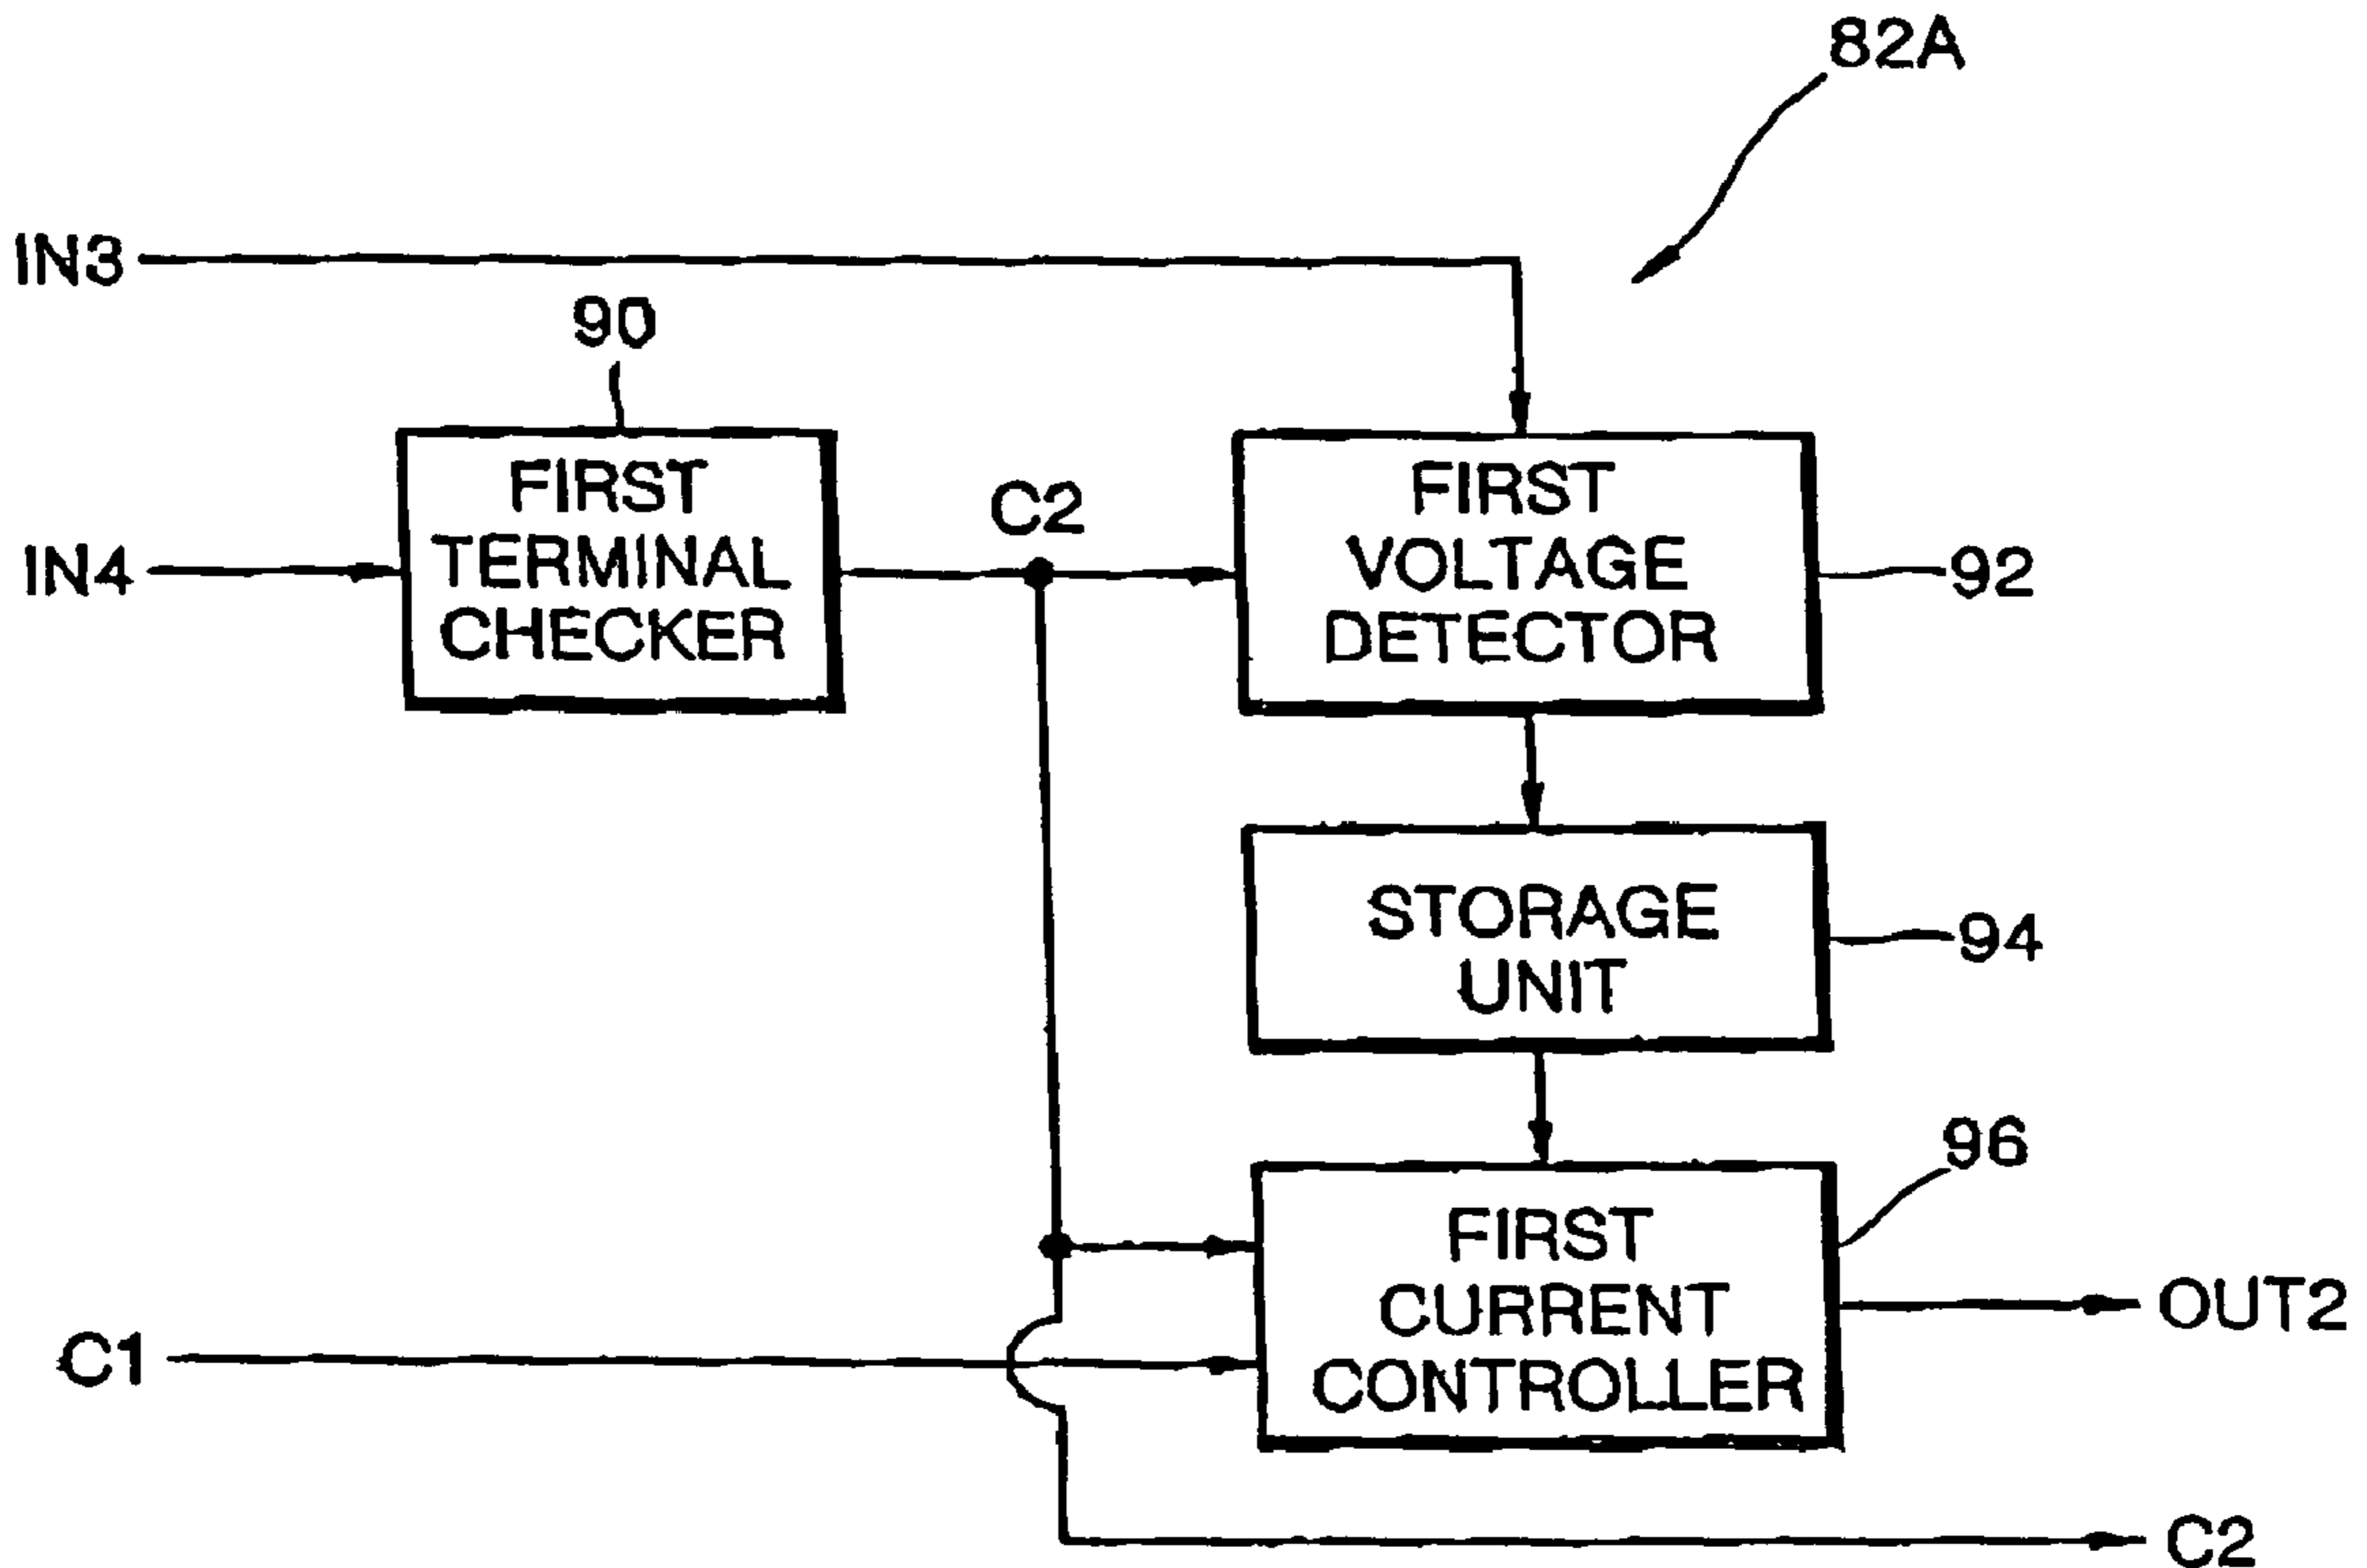 82A
IN3
90
FIRST
TERMINAL
CHECKER
C2
FIRST
VOLTAGE
DETECTOR
IN4
92
STORAGE
UNIT
94
96
FIRST
CURRENT
CONTROLLER
OUT2
C1
C2